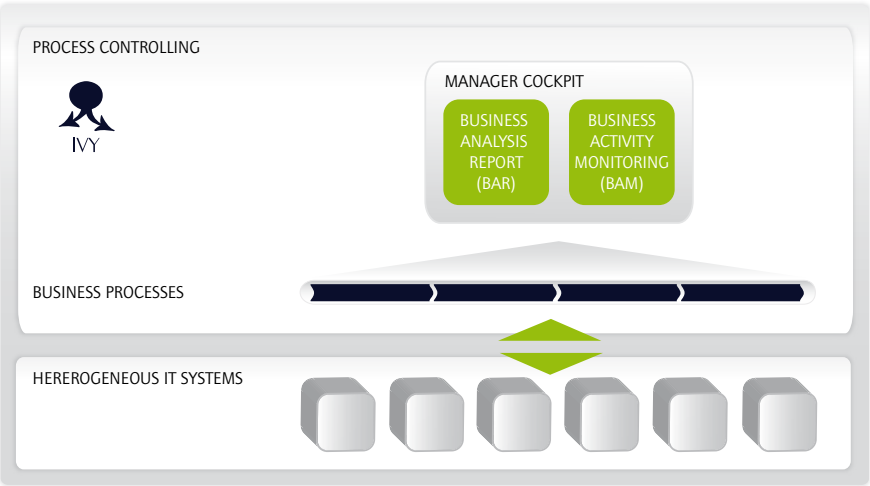 PROCESS CONTROLLING
IVY
MANAGER COCKPIT
BUSINESS
ANALYSIS
REPORT
(BAR)
BUSINESS
ACTIVITY
MONITORING
(BAM)
BUSINESS PROCESSES
HEREROGENEOUS IT SYSTEMS